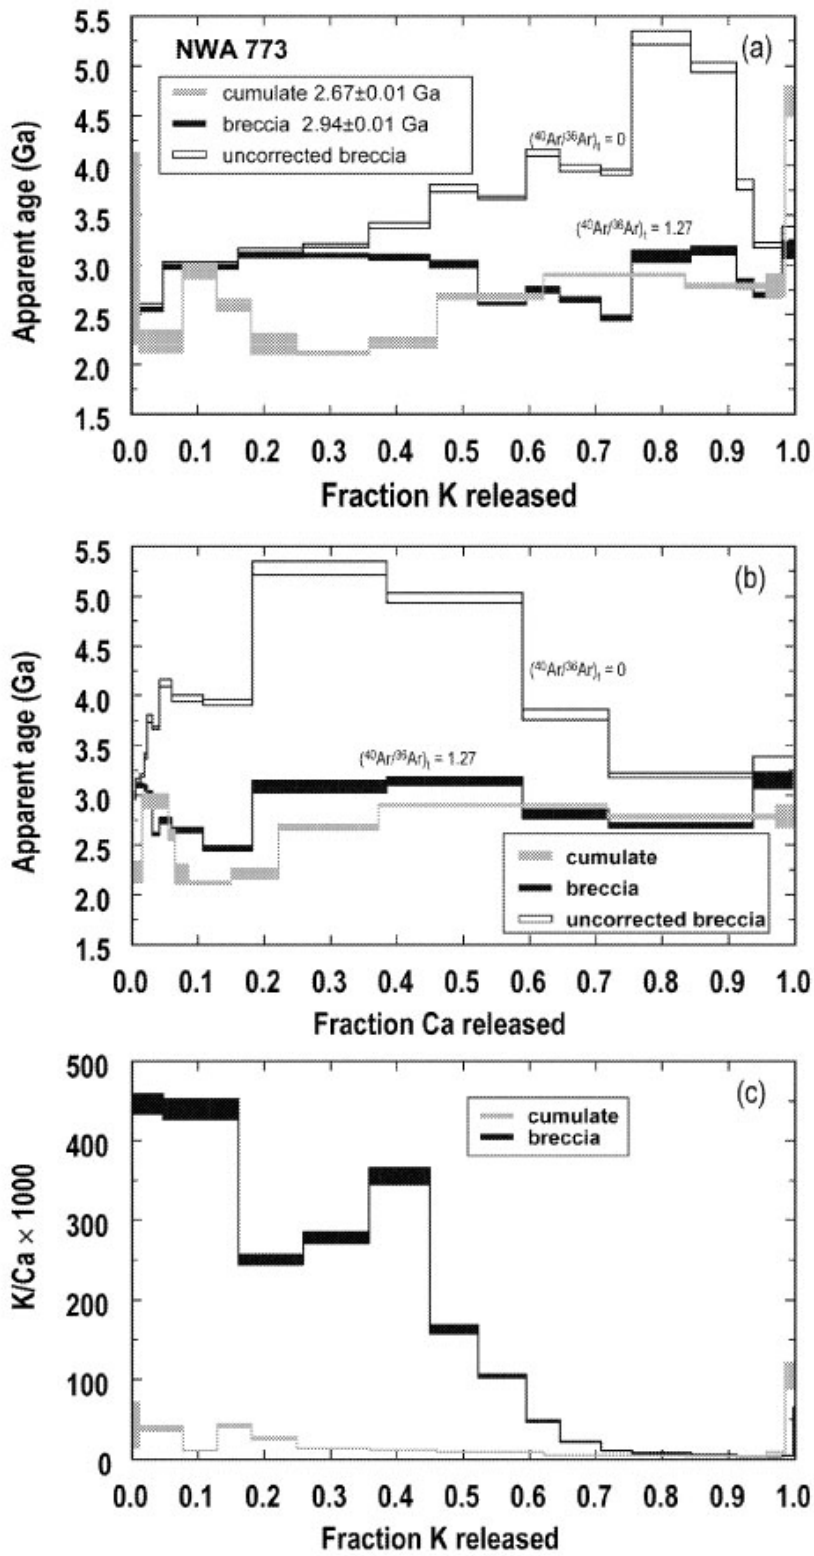 5.5
5.0
4.5
4.0
3.5
3.0
2.5
2.0
1.5
Apparent age (Ga)
NWA 773
(a)
cumulate 2.67±0.01 Ga
breccia 2.94±0.01 Ga
uncorrected breccia
(⁴⁰Ar/³⁶Ar)ₜ = 0
(⁴⁰Ar/³⁶Ar)ₜ = 1.27
0.0 0.1 0.2 0.3 0.4 0.5 0.6 0.7 0.8 0.9 1.0
Fraction K released
5.5
5.0
4.5
4.0
3.5
3.0
2.5
2.0
1.5
Apparent age (Ga)
(b)
(⁴⁰Ar/³⁶Ar)ₜ = 0
(⁴⁰Ar/³⁶Ar)ₜ = 1.27
cumulate
breccia
uncorrected breccia
0.0 0.1 0.2 0.3 0.4 0.5 0.6 0.7 0.8 0.9 1.0
Fraction Ca released
500
400
300
200
100
0
K/Ca × 1000
(c)
cumulate
breccia
0.0 0.1 0.2 0.3 0.4 0.5 0.6 0.7 0.8 0.9 1.0
Fraction K released